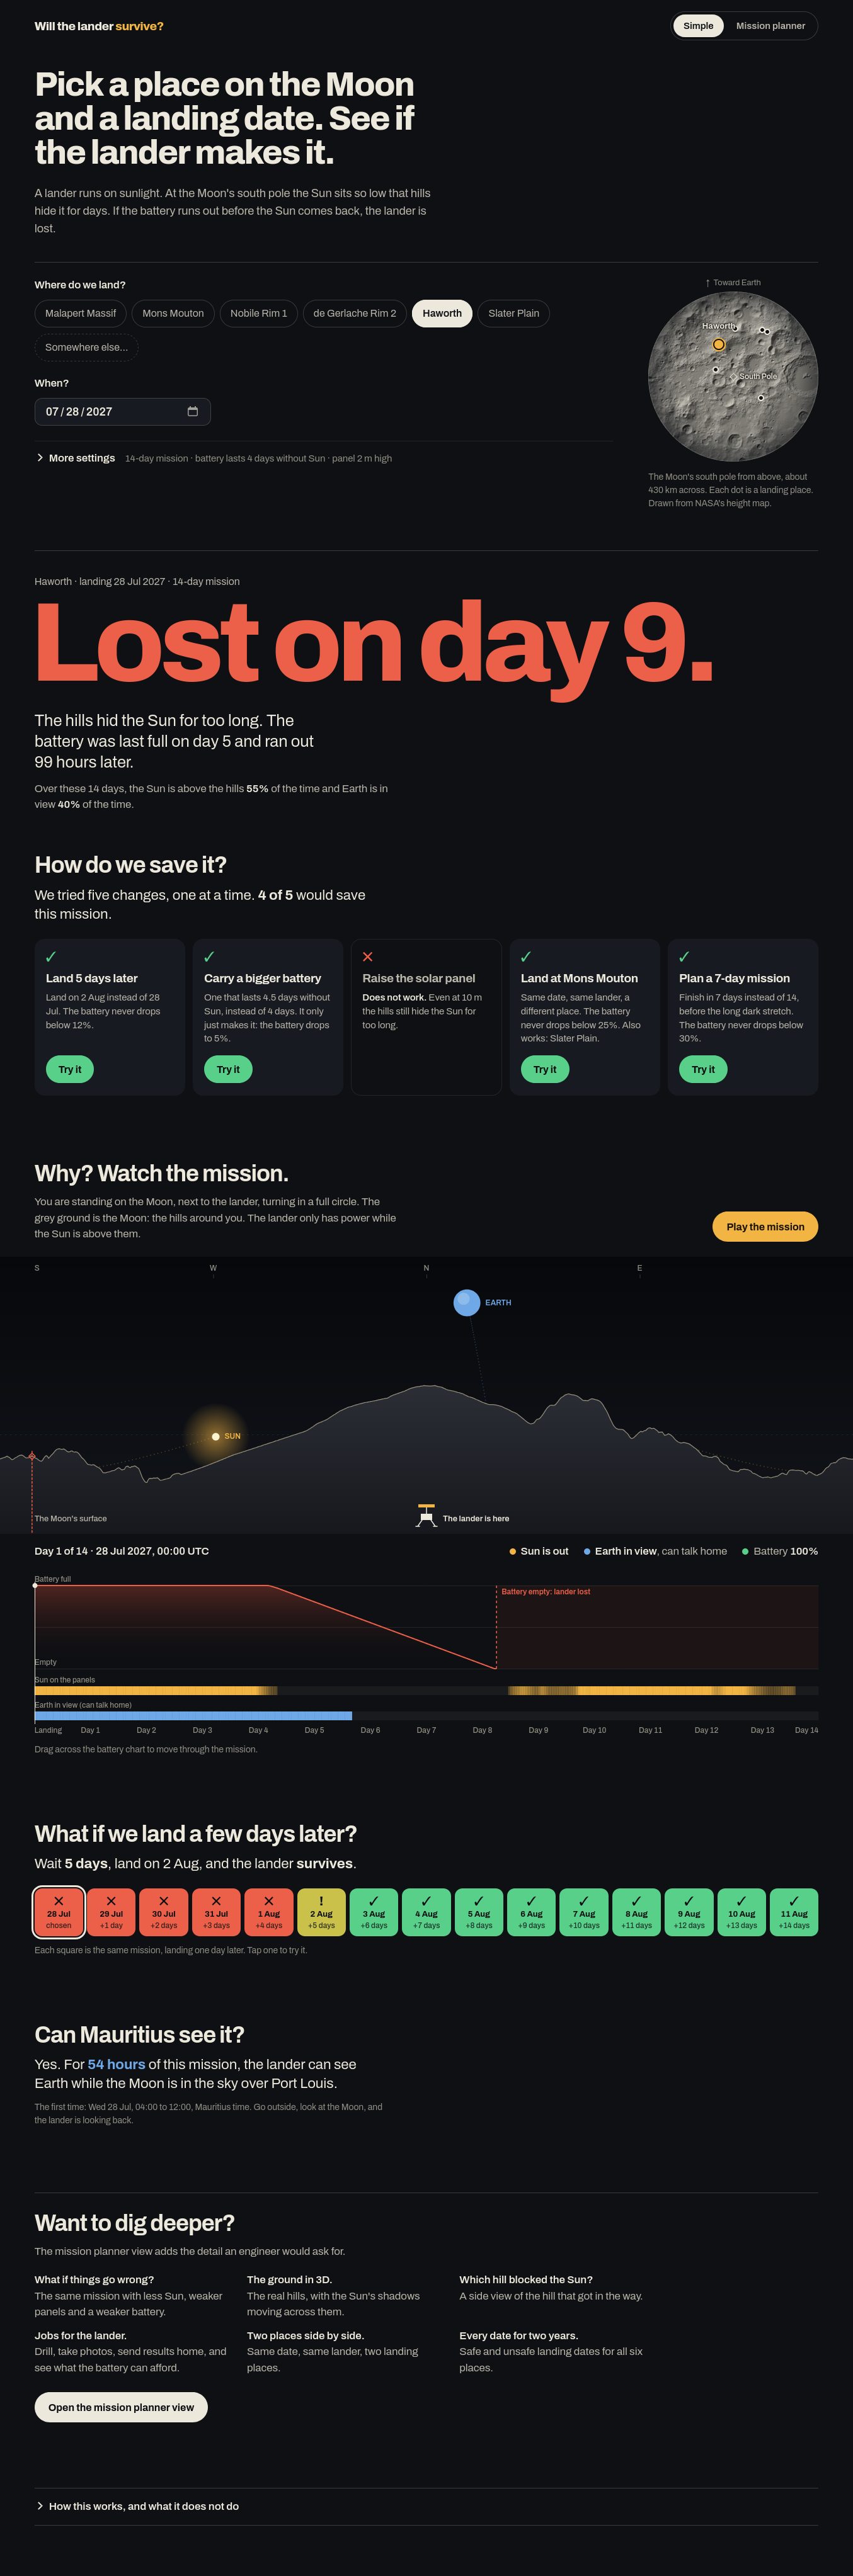 Will the lander survive?
Simple
Mission planner
Pick a place on the Moon
and a landing date. See if
the lander makes it.
A lander runs on sunlight. At the Moon's south pole the Sun sits so low that hills
hide it for days. If the battery runs out before the Sun comes back, the lander is
lost.
Where do we land?
Malapert Massif
Mons Mouton
Nobile Rim 1
de Gerlache Rim 2
Haworth
Slater Plain
Somewhere else...
When?
07 / 28 / 2027
More settings
14-day mission · battery lasts 4 days without Sun · panel 2 m high
↑ Toward Earth
Haworth
South Pole
The Moon's south pole from above, about
430 km across. Each dot is a landing place.
Drawn from NASA's height map.
Haworth · landing 28 Jul 2027 · 14-day mission
Lost on day 9.
The hills hid the Sun for too long. The
battery was last full on day 5 and ran out
99 hours later.
Over these 14 days, the Sun is above the hills 55% of the time and Earth is in
view 40% of the time.
How do we save it?
We tried five changes, one at a time. 4 of 5 would save
this mission.
✓
Land 5 days later
Land on 2 Aug instead of 28
Jul. The battery never drops
below 12%.
Try it
✓
Carry a bigger battery
One that lasts 4.5 days without
Sun, instead of 4 days. It only
just makes it: the battery drops
to 5%.
Try it
✕
Raise the solar panel
Does not work. Even at 10 m
the hills still hide the Sun for
too long.
✓
Land at Mons Mouton
Same date, same lander, a
different place. The battery
never drops below 25%. Also
works: Slater Plain.
Try it
✓
Plan a 7-day mission
Finish in 7 days instead of 14,
before the long dark stretch.
The battery never drops below
30%.
Try it
Why? Watch the mission.
You are standing on the Moon, next to the lander, turning in a full circle. The
grey ground is the Moon: the hills around you. The lander only has power while
the Sun is above them.
Play the mission
S
W
N
E
EARTH
SUN
The Moon's surface
The lander is here
Day 1 of 14 · 28 Jul 2027, 00:00 UTC
Sun is out
Earth in view, can talk home
Battery 100%
Battery full
Battery empty: lander lost
Empty
Sun on the panels
Earth in view (can talk home)
Landing
Day 1
Day 2
Day 3
Day 4
Day 5
Day 6
Day 7
Day 8
Day 9
Day 10
Day 11
Day 12
Day 13
Day 14
Drag across the battery chart to move through the mission.
What if we land a few days later?
Wait 5 days, land on 2 Aug, and the lander survives.
✕
28 Jul
chosen
✕
29 Jul
+1 day
✕
30 Jul
+2 days
✕
31 Jul
+3 days
✕
1 Aug
+4 days
!
2 Aug
+5 days
✓
3 Aug
+6 days
✓
4 Aug
+7 days
✓
5 Aug
+8 days
✓
6 Aug
+9 days
✓
7 Aug
+10 days
✓
8 Aug
+11 days
✓
9 Aug
+12 days
✓
10 Aug
+13 days
✓
11 Aug
+14 days
Each square is the same mission, landing one day later. Tap one to try it.
Can Mauritius see it?
Yes. For 54 hours of this mission, the lander can see
Earth while the Moon is in the sky over Port Louis.
The first time: Wed 28 Jul, 04:00 to 12:00, Mauritius time. Go outside, look at the Moon, and
the lander is looking back.
Want to dig deeper?
The mission planner view adds the detail an engineer would ask for.
What if things go wrong?
The same mission with less Sun, weaker
panels and a weaker battery.
The ground in 3D.
The real hills, with the Sun's shadows
moving across them.
Which hill blocked the Sun?
A side view of the hill that got in the way.
Jobs for the lander.
Drill, take photos, send results home, and
see what the battery can afford.
Two places side by side.
Same date, same lander, two landing
places.
Every date for two years.
Safe and unsafe landing dates for all six
places.
Open the mission planner view
How this works, and what it does not do